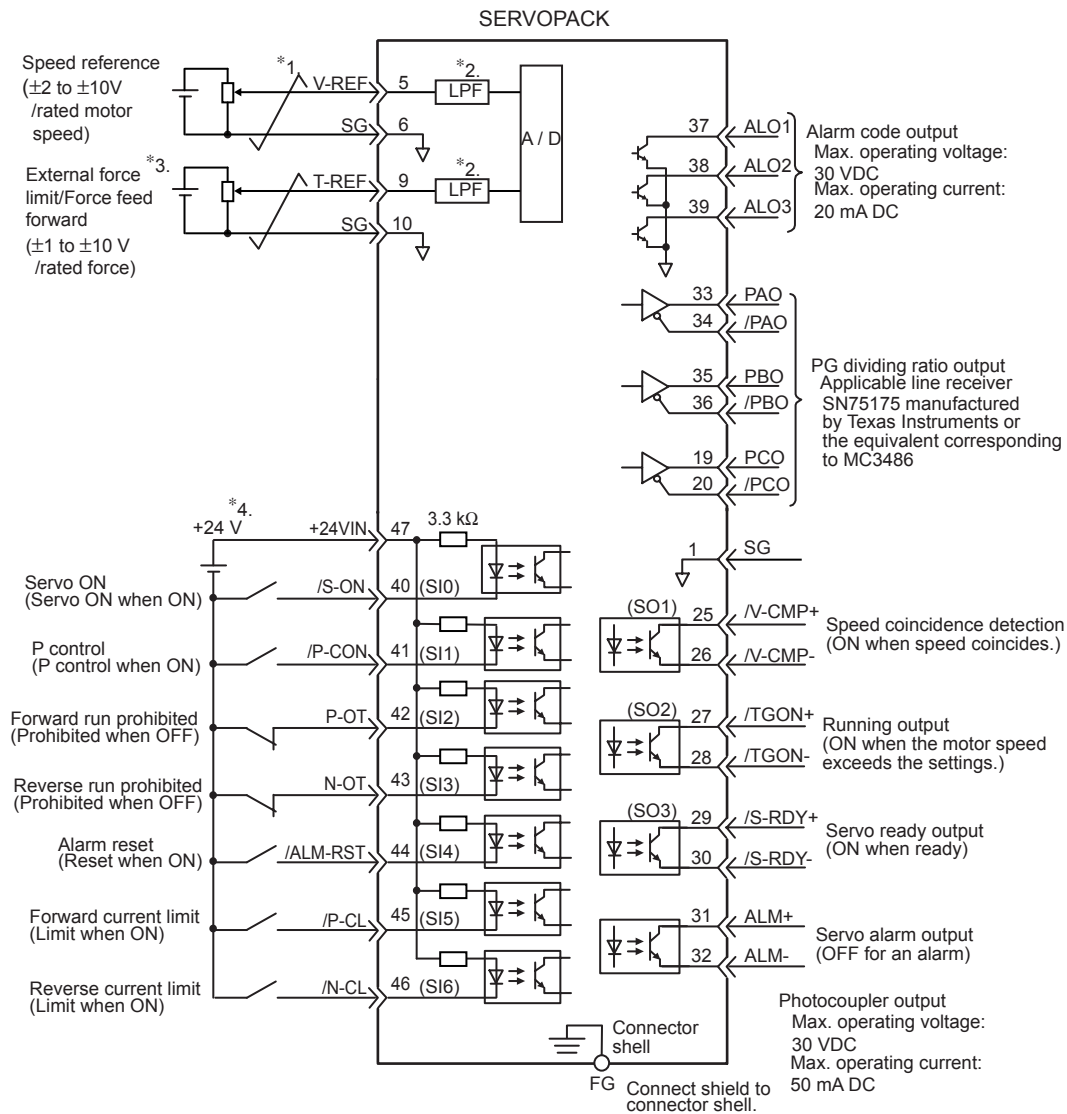 SERVOPACK
Speed reference
(±2 to ±10V
/rated motor
speed)
*1.
V-REF
5
*2.
LPF
SG
6
A / D
External force
limit/Force feed
forward
(±1 to ±10 V
/rated force)
*3.
T-REF
9
*2.
LPF
SG
10
37
ALO1
38
ALO2
39
ALO3
Alarm code output
Max. operating voltage:
30 VDC
Max. operating current:
20 mA DC
33
PAO
34
/PAO
35
PBO
36
/PBO
19
PCO
20
/PCO
PG dividing ratio output
Applicable line receiver
SN75175 manufactured
by Texas Instruments or
the equivalent corresponding
to MC3486
1
SG
*4.
+24 V
+24VIN
47
3.3 kΩ
Servo ON
(Servo ON when ON)
/S-ON
40
(SI0)
P control
(P control when ON)
/P-CON
41
(SI1)
Forward run prohibited
(Prohibited when OFF)
P-OT
42
(SI2)
Reverse run prohibited
(Prohibited when OFF)
N-OT
43
(SI3)
Alarm reset
(Reset when ON)
/ALM-RST
44
(SI4)
Forward current limit
(Limit when ON)
/P-CL
45
(SI5)
Reverse current limit
(Limit when ON)
/N-CL
46
(SI6)
(SO1)
25
/V-CMP+
26
/V-CMP-
Speed coincidence detection
(ON when speed coincides.)
(SO2)
27
/TGON+
28
/TGON-
Running output
(ON when the motor speed
exceeds the settings.)
(SO3)
29
/S-RDY+
30
/S-RDY-
Servo ready output
(ON when ready)
31
ALM+
32
ALM-
Servo alarm output
(OFF for an alarm)
Photocoupler output
Max. operating voltage:
30 VDC
Max. operating current:
50 mA DC
Connector
shell
FG
Connect shield to
connector shell.